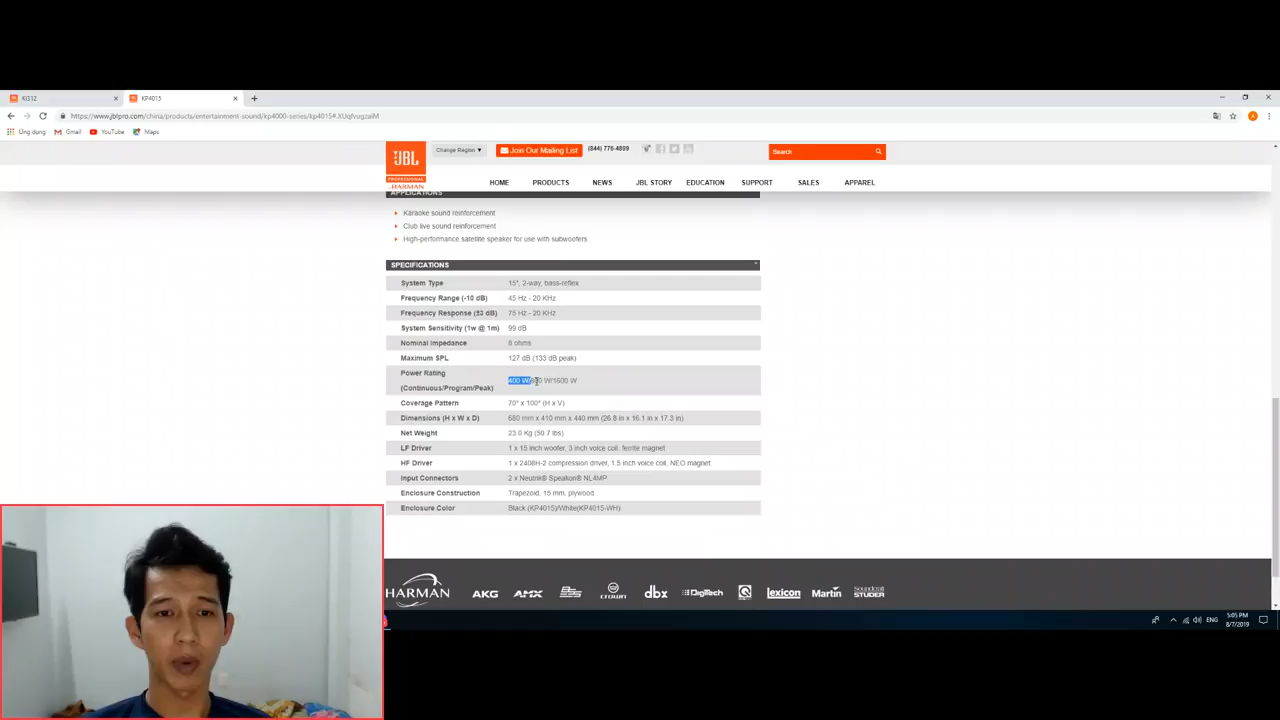 Ki312
KP4015
https://www.jblpro.com/china/products/entertainment-sound/kp4000-series/kp4015#.XUqfvugzaiM
Ứng dụng Gmail YouTube Maps
JBL
PROFESSIONAL
HARMAN
Change Region ▼
Join Our Mailing List
(844) 776-4899
Search
HOME PRODUCTS NEWS JBL STORY EDUCATION SUPPORT SALES APPAREL
APPLICATIONS
Karaoke sound reinforcement
Club live sound reinforcement
High-performance satellite speaker for use with subwoofers
SPECIFICATIONS
System Type 15", 2-way, bass-reflex
Frequency Range (-10 dB) 45 Hz - 20 KHz
Frequency Response (±3 dB) 75 Hz - 20 KHz
System Sensitivity (1w @ 1m) 99 dB
Nominal Impedance 8 ohms
Maximum SPL 127 dB (133 dB peak)
Power Rating
(Continuous/Program/Peak) 400 W/800 W/1600 W
Coverage Pattern 70° x 100° (H x V)
Dimensions (H x W x D) 680 mm x 410 mm x 440 mm (26.8 in x 16.1 in x 17.3 in)
Net Weight 23.0 Kg (50.7 lbs)
LF Driver 1 x 15 inch woofer, 3 inch voice coil, ferrite magnet
HF Driver 1 x 2408H-2 compression driver, 1.5 inch voice coil, NEO magnet
Input Connectors 2 x Neutrik® Speakon® NL4MP
Enclosure Construction Trapezoid, 15 mm, plywood
Enclosure Color Black (KP4015)/White(KP4015-WH)
HARMAN AKG AMX BSS crown dbx DigiTech lexicon Martin Soundcraft
STUDER
ENG
5:05 PM
8/7/2019